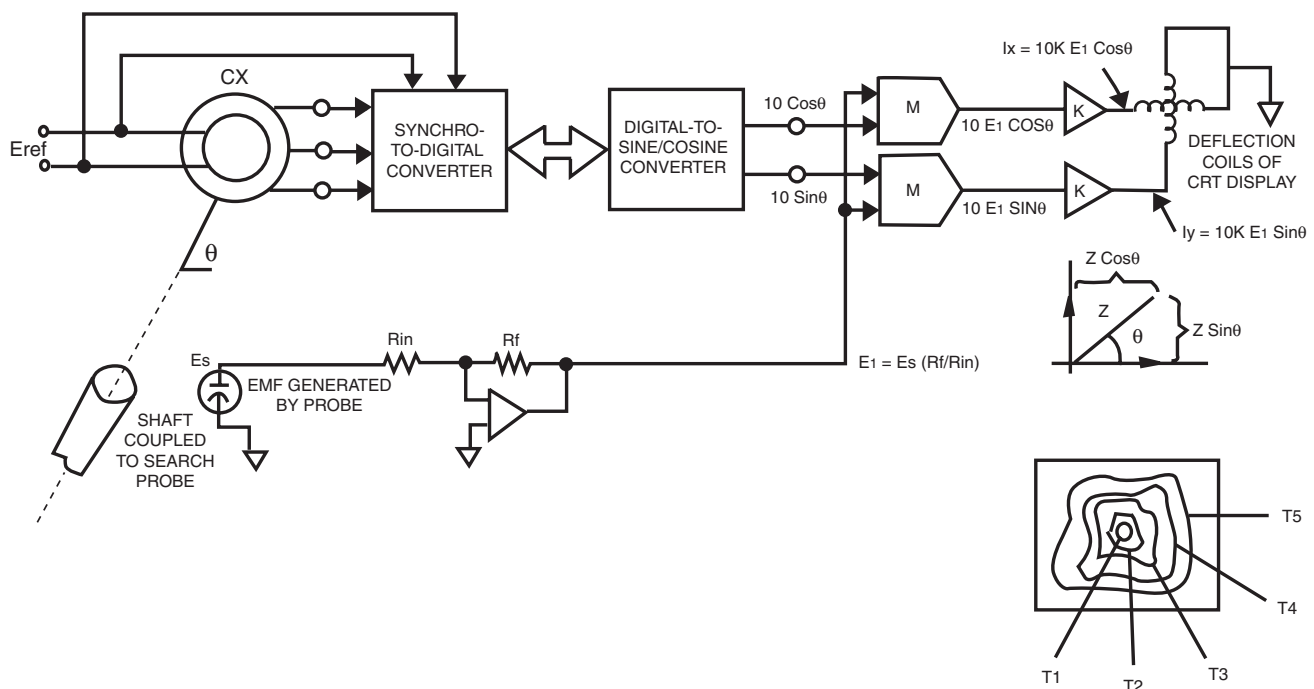 CX
Eref
SYNCHRO-
TO-DIGITAL
CONVERTER
DIGITAL-TO-
SINE/COSINE
CONVERTER
10 Cosθ
10 Sinθ
M
M
10 E1 COSθ
10 E1 SINθ
K
K
Ix = 10K E1 Cosθ
DEFLECTION
COILS OF
CRT DISPLAY
Iy = 10K E1 Sinθ
θ
Z Cosθ
Z
θ
Z Sinθ
Es
EMF GENERATED
BY PROBE
Rin
Rf
E1 = Es (Rf/Rin)
SHAFT
COUPLED
TO SEARCH
PROBE
T5
T4
T3
T2
T1